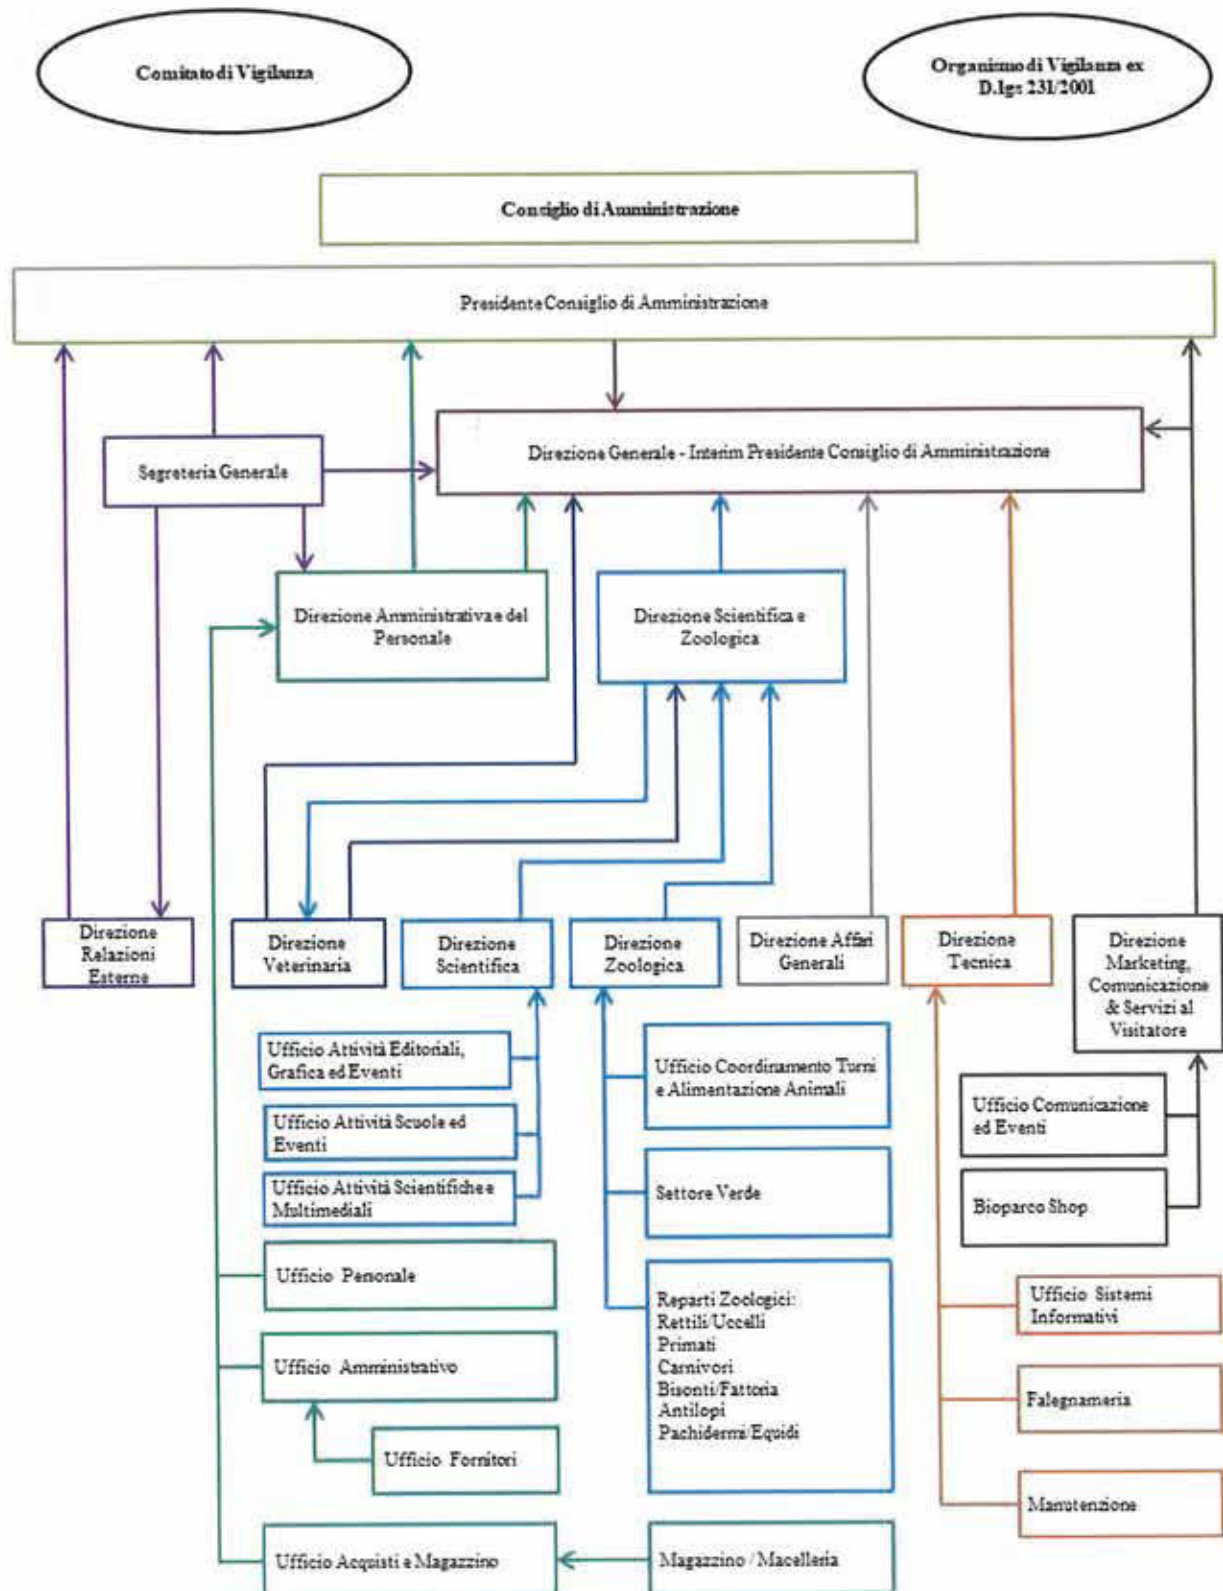 Comitato di Vigilanza
Organismo di Vigilanza ex
D.lgs 231/2001
Consiglio di Amministrazione
Presidente Consiglio di Amministrazione
Segreteria Generale
Direzione Generale - Interim Presidente Consiglio di Amministrazione
Direzione Amministrativa e del
Personale
Direzione Scientifica e
Zoologica
Direzione
Relazioni
Esterne
Direzione
Veterinaria
Direzione
Scientifica
Direzione
Zoologica
Direzione Affari
Generali
Direzione
Tecnica
Direzione
Marketing,
Comunicazione
& Servizi al
Visitatore
Ufficio Attività Editoriali,
Grafica ed Eventi
Ufficio Attività Scuole ed
Eventi
Ufficio Attività Scientifiche e
Multimediali
Ufficio Coordinamento Turni
e Alimentazione Animali
Settore Verde
Reparti Zoologici:
Rettili/Uccelli
Primati
Carnivori
Bisonti/Fattoria
Antilopi
Pachidermi/Equidi
Ufficio Comunicazione
ed Eventi
Bioparco Shop
Ufficio Personale
Ufficio Amministrativo
Ufficio Fornitori
Ufficio Acquisti e Magazzino
Magazzino / Macelleria
Ufficio Sistemi
Informativi
Falegnameria
Manutenzione